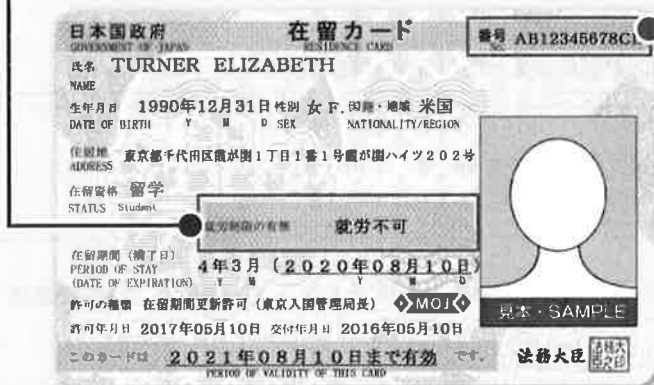 日本国政府 在留カード 番号 AB12345678CD
GOVERNMENT OF JAPAN RESIDENCE CARD No.
氏名 TURNER ELIZABETH
NAME
生年月日 1990年12月31日 性別 女 F. 国籍・地域 米国
DATE OF BIRTH Y M D SEX NATIONALITY/REGION
住居地 東京都千代田区霞が関1丁目1番1号霞が関ハイツ202号
ADDRESS
在留資格 留学
STATUS Student
就労制限の有無 就労不可
在留期間(満了日)
PERIOD OF STAY
(DATE OF EXPIRATION)
4年3月(2020年08月10日)
Y M Y M D
許可の種類 在留期間更新許可(東京入国管理局長) MOJ
見本・SAMPLE
許可年月日 2017年05月10日 交付年月日 2016年05月10日
このカードは 2021年08月10日まで有効 です。
PERIOD OF VALIDITY OF THIS CARD
法務大臣